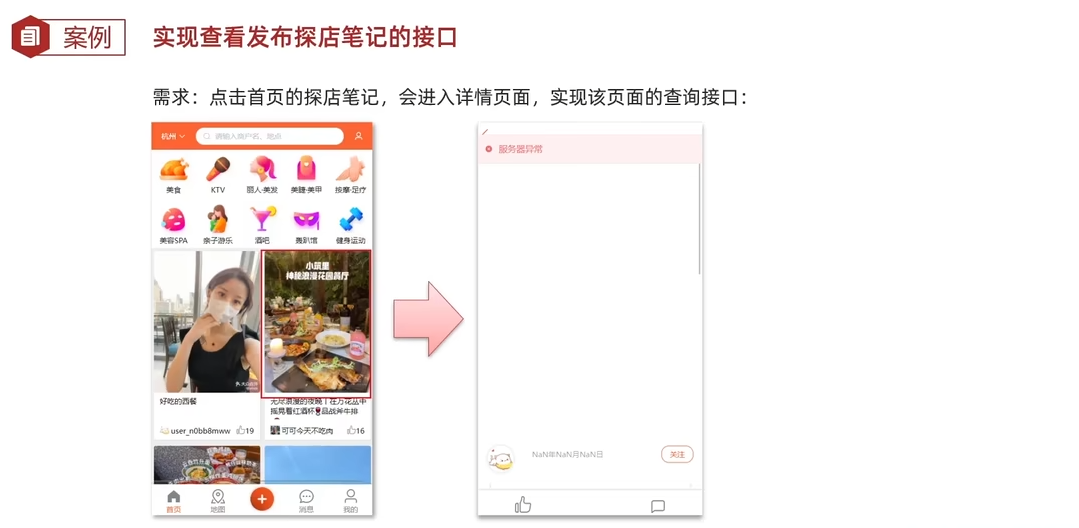 案例
实现查看发布探店笔记的接口
需求：点击首页的探店笔记，会进入详情页面，实现该页面的查询接口：
杭州
请输入商户名、地点
美食
KTV
丽人·美发
美睫·美甲
按摩·足疗
美容SPA
亲子游乐
酒吧
轰趴馆
健身运动
小筑里
神秘浪漫花园餐厅
好吃的西餐
user_n0bb8mww
19
无尽浪漫的夜晚丨在万花丛中
摇晃着红酒杯🍷品战斧牛排
可可今天不吃肉
16
首页
地图
消息
我的
服务器异常
NaN年NaN月NaN日
关注